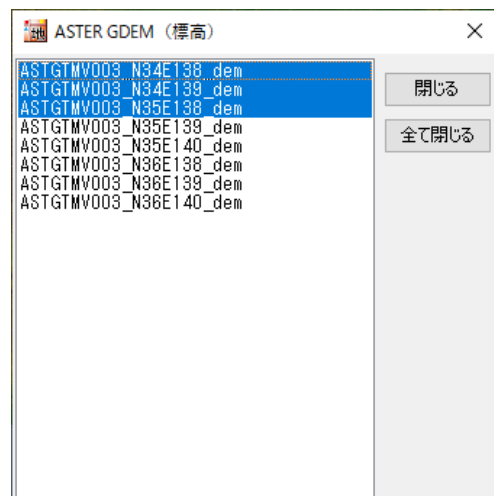 ASTER GDEM（標高）
ASTGTMV003_N34E138_dem
ASTGTMV003_N34E139_dem
ASTGTMV003_N35E138_dem
ASTGTMV003_N35E139_dem
ASTGTMV003_N35E140_dem
ASTGTMV003_N36E138_dem
ASTGTMV003_N36E139_dem
ASTGTMV003_N36E140_dem
閉じる
全て閉じる